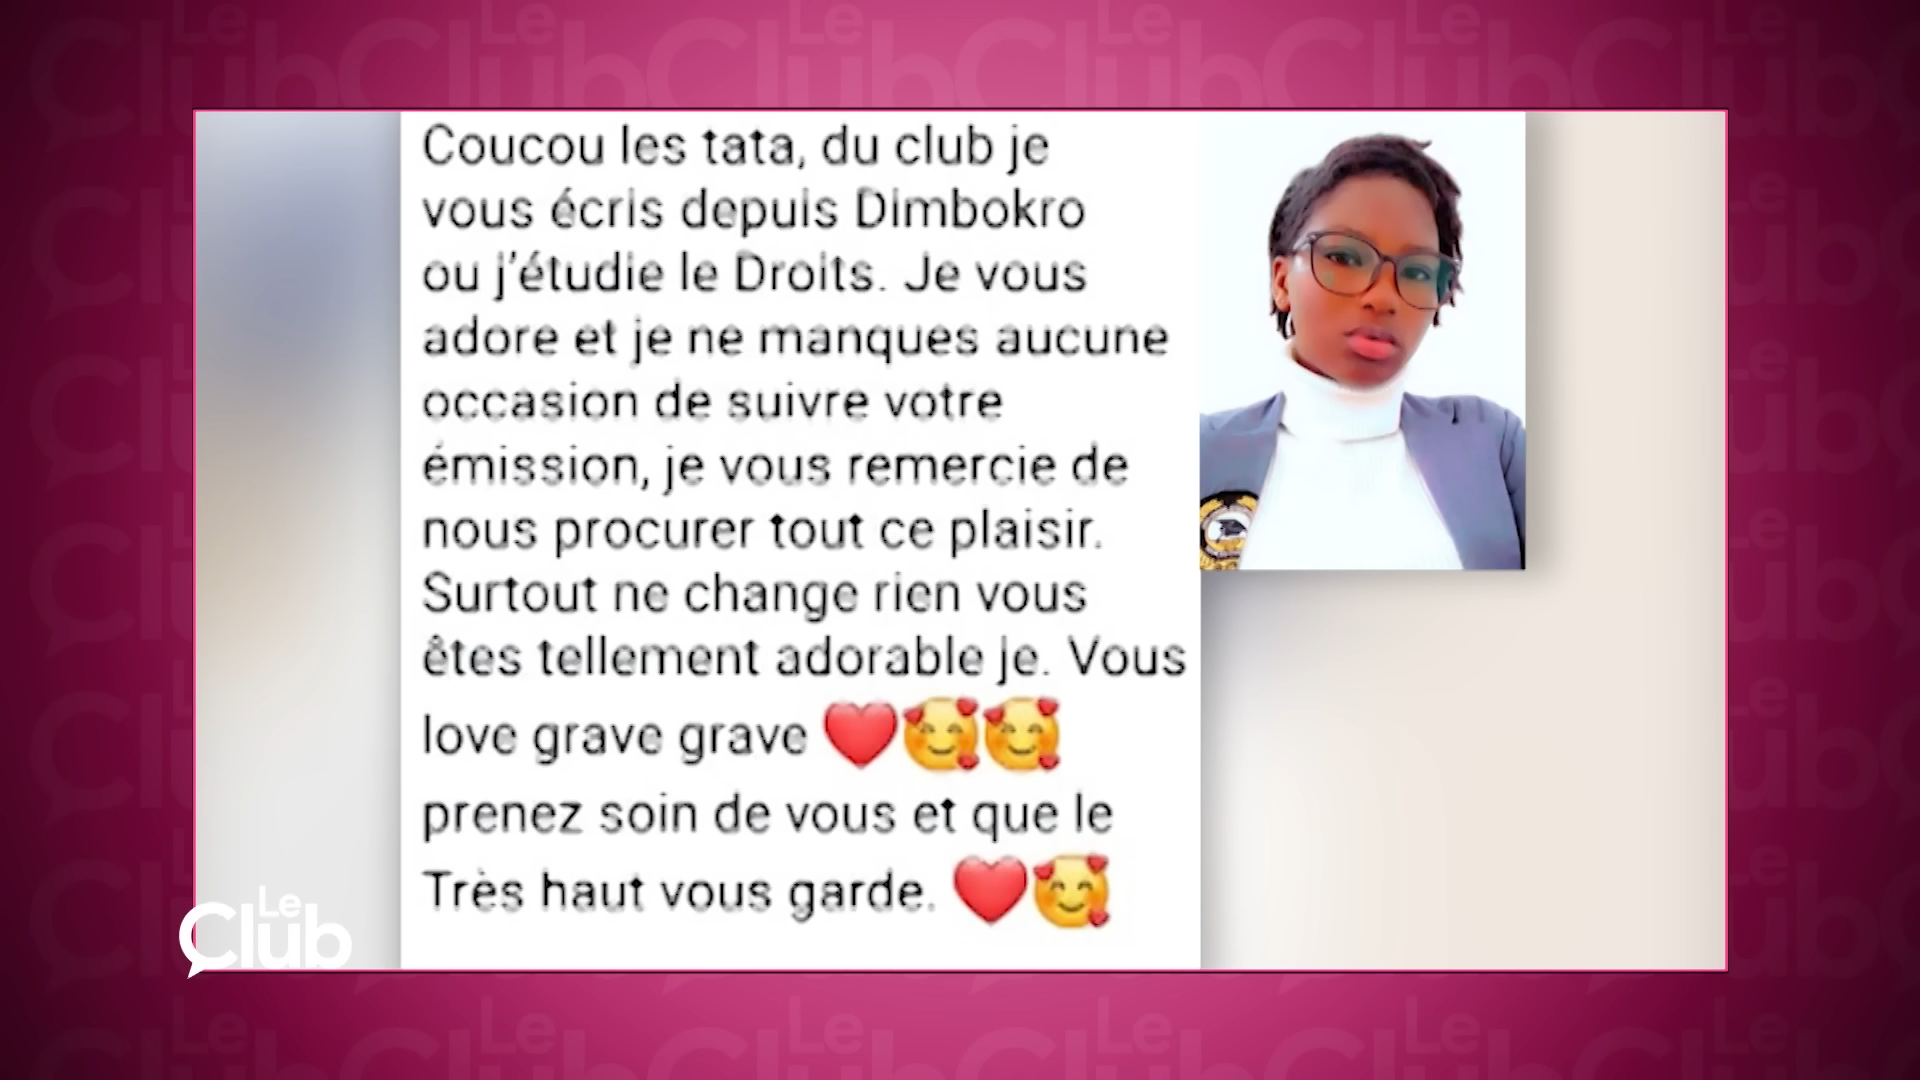 Coucou les tata, du club je
vous écris depuis Dimbokro
ou j'étudie le Droits. Je vous
adore et je ne manques aucune
occasion de suivre votre
émission, je vous remercie de
nous procurer tout ce plaisir.
Surtout ne change rien vous
êtes tellement adorable je. Vous
love grave grave ❤️🥰🥰
prenez soin de vous et que le
Très haut vous garde. ❤️🥰
Le
Club